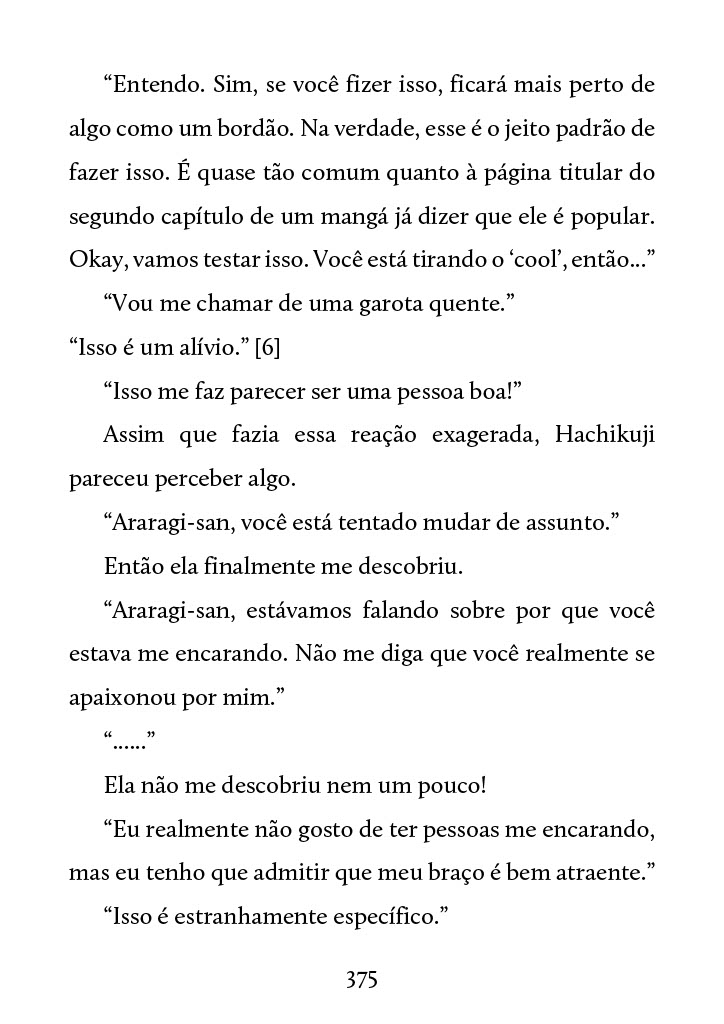 “Entendo. Sim, se você fizer isso, ficará mais perto de
algo como um bordão. Na verdade, esse é o jeito padrão de
fazer isso. É quase tão comum quanto à página titular do
segundo capítulo de um mangá já dizer que ele é popular.
Okay, vamos testar isso. Você está tirando o ‘cool’, então...”
“Vou me chamar de uma garota quente.”
“Isso é um alívio.” [6]
“Isso me faz parecer ser uma pessoa boa!”
Assim que fazia essa reação exagerada, Hachikuji
pareceu perceber algo.
“Araragi-san, você está tentado mudar de assunto.”
Então ela finalmente me descobriu.
“Araragi-san, estávamos falando sobre por que você
estava me encarando. Não me diga que você realmente se
apaixonou por mim.”
“......”
Ela não me descobriu nem um pouco!
“Eu realmente não gosto de ter pessoas me encarando,
mas eu tenho que admitir que meu braço é bem atraente.”
“Isso é estranhamente específico.”
375